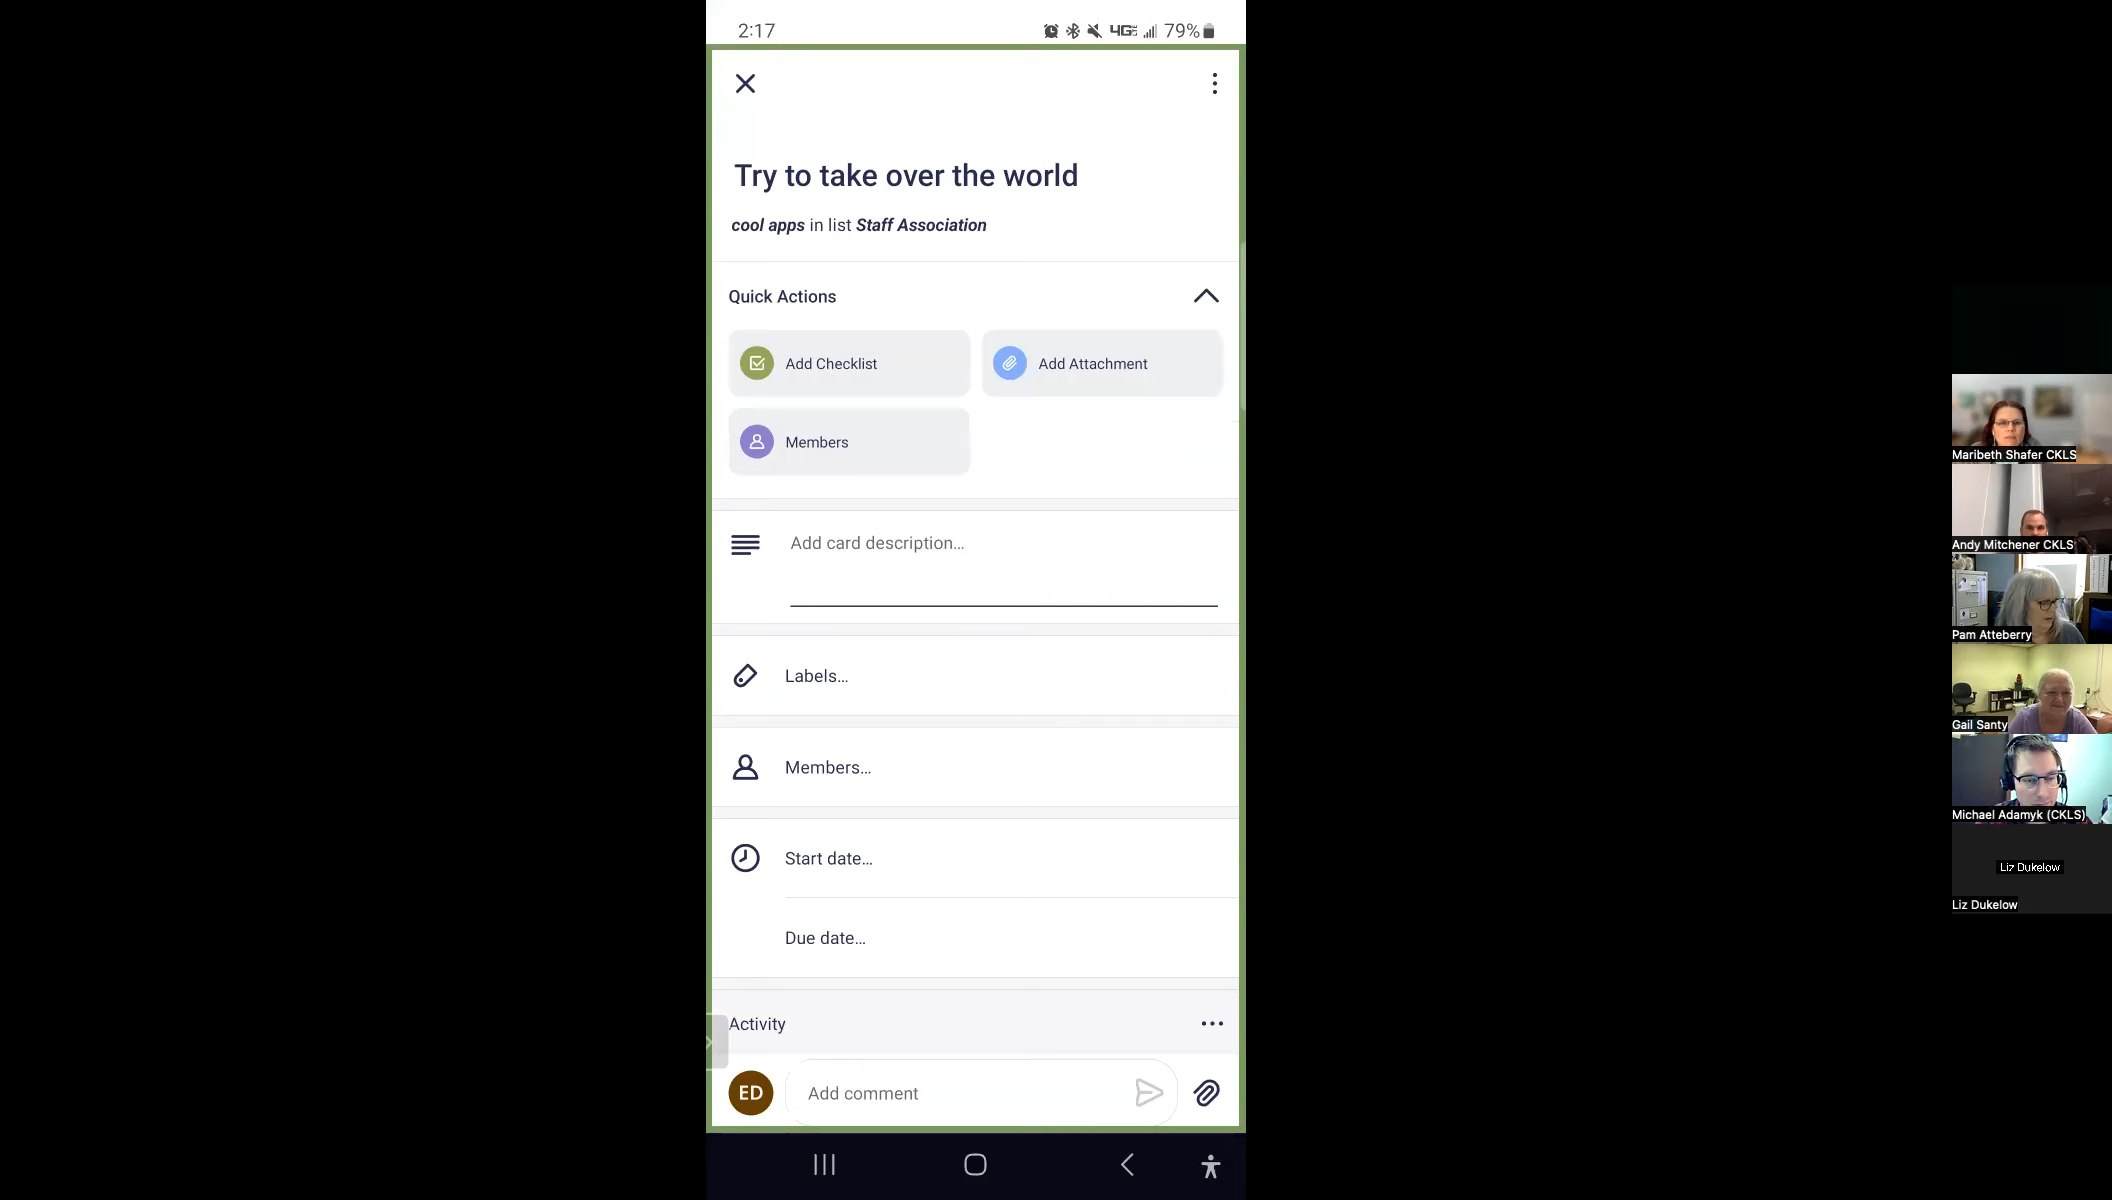 2:17
4G 79%
Try to take over the world
cool apps in list Staff Association
Quick Actions
Add Checklist
Add Attachment
Members
Add card description…
Labels…
Members…
Start date…
Due date…
Activity
ED
Add comment
Maribeth Shafer CKLS
Andy Mitchener CKLS
Pam Atteberry
Gail Santy
Michael Adamyk (CKLS)
Liz Dukelow
Liz Dukelow